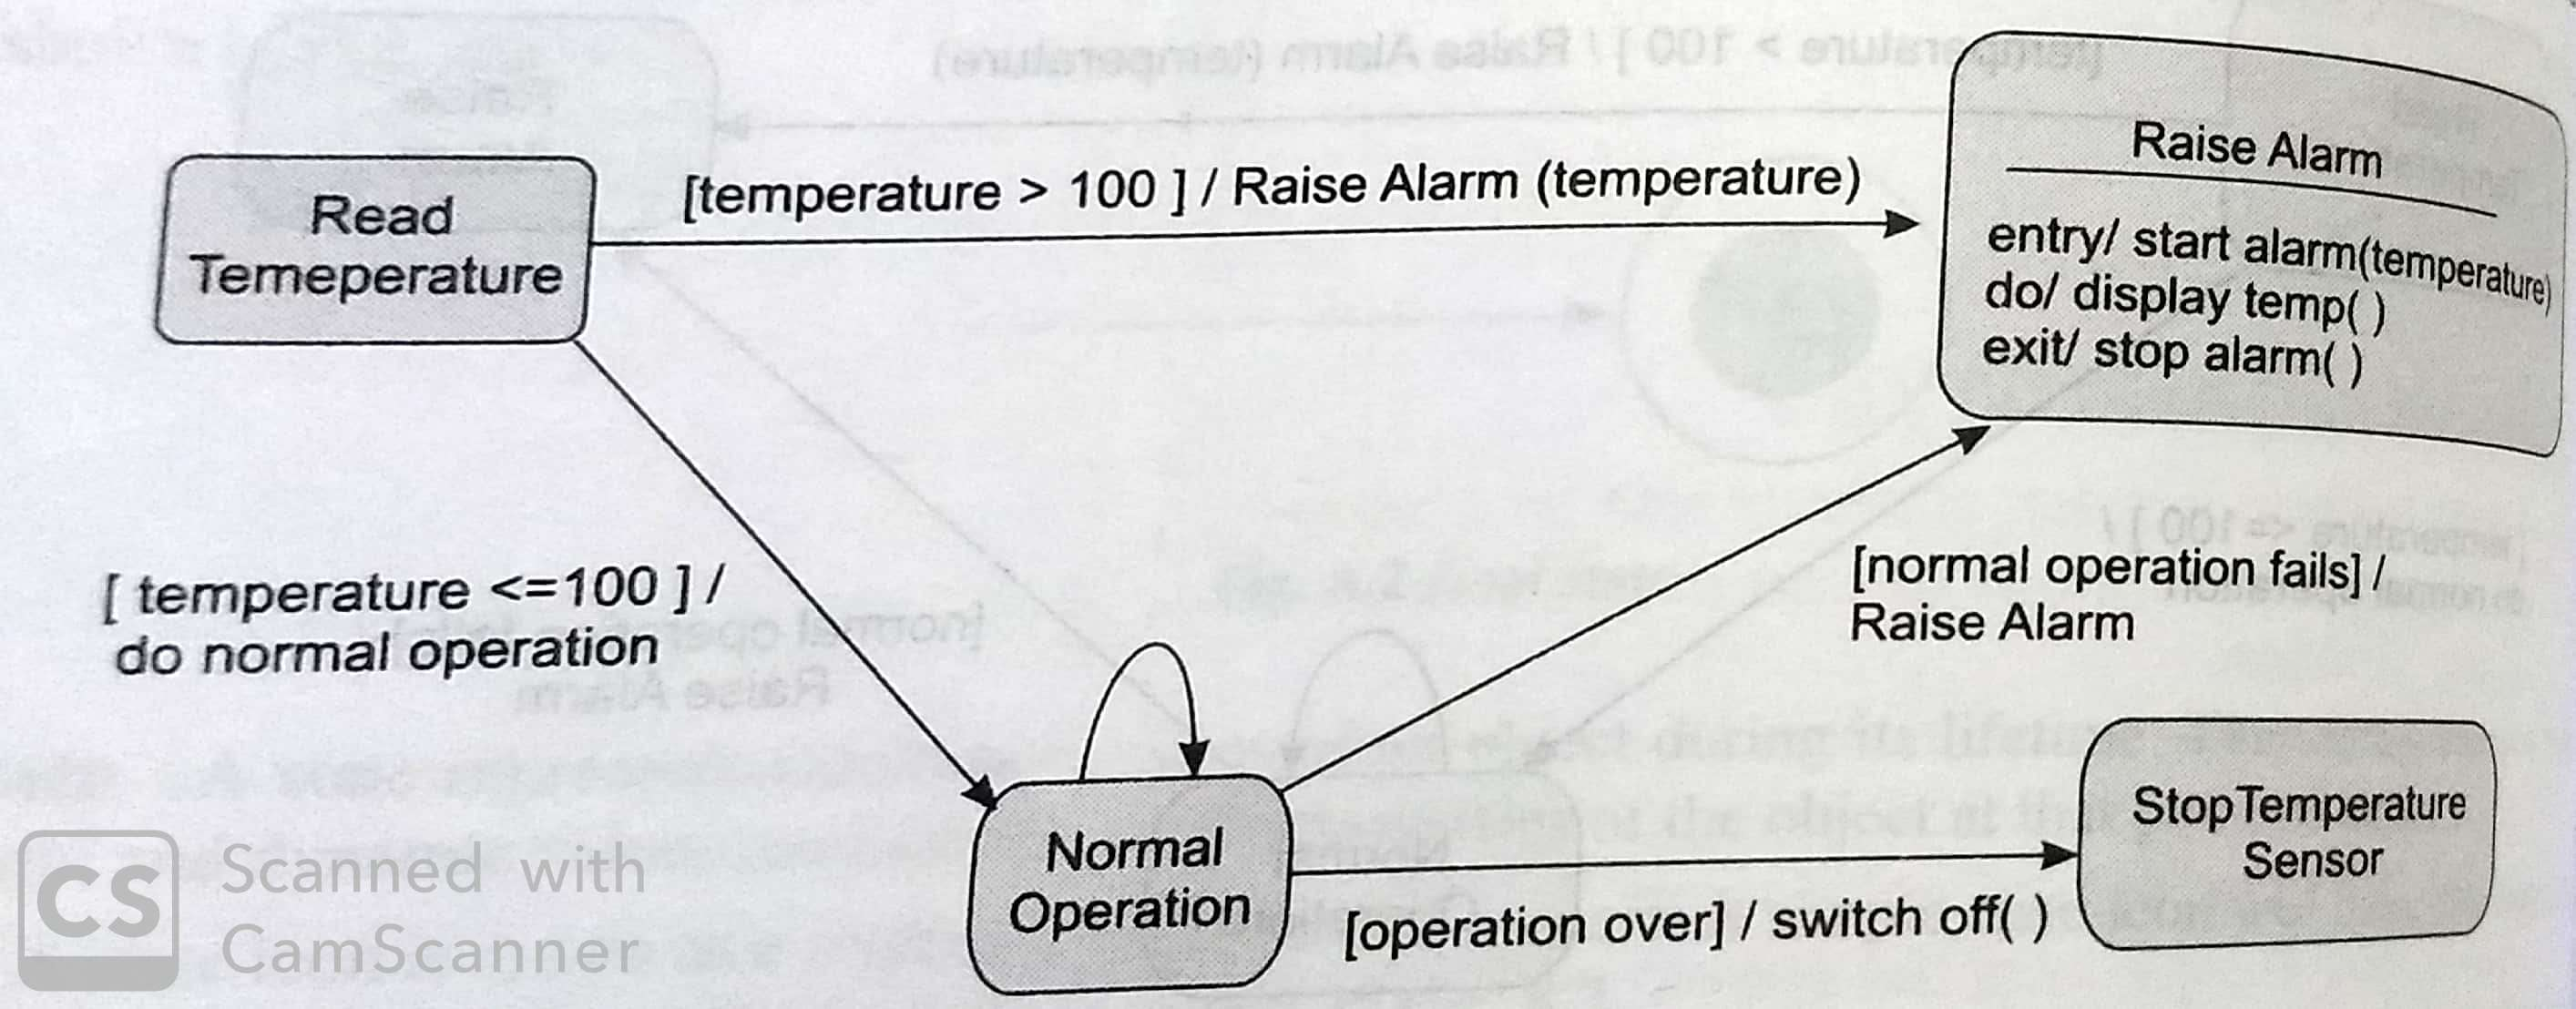 Read
Temeperature
[temperature > 100 ] / Raise Alarm (temperature)
Raise Alarm
entry/ start alarm(temperature)
do/ display temp( )
exit/ stop alarm( )
[ temperature <=100 ] /
do normal operation
[normal operation fails] /
Raise Alarm
Normal
Operation
[operation over] / switch off( )
Stop Temperature
Sensor
CS
Scanned with
CamScanner